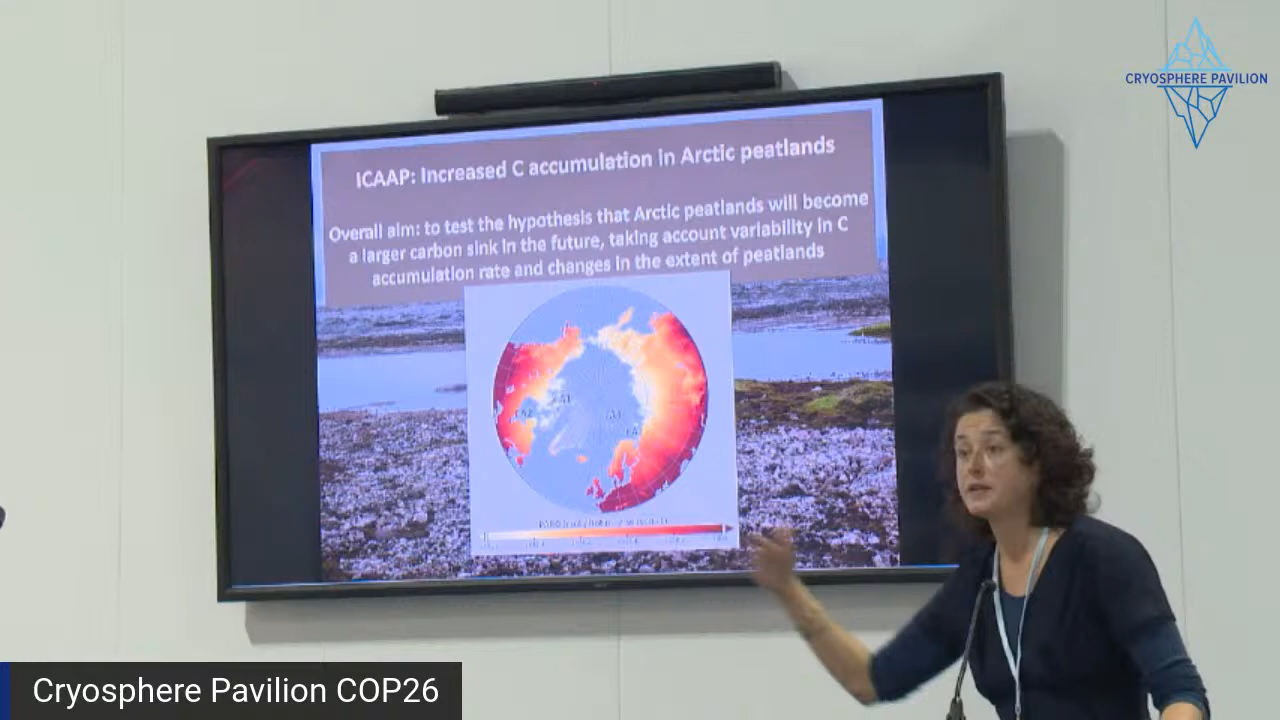 CRYOSPHERE PAVILION
ICAAP: Increased C accumulation in Arctic peatlands
Overall aim: to test the hypothesis that Arctic peatlands will become
a larger carbon sink in the future, taking account variability in C
accumulation rate and changes in the extent of peatlands
Cryosphere Pavilion COP26